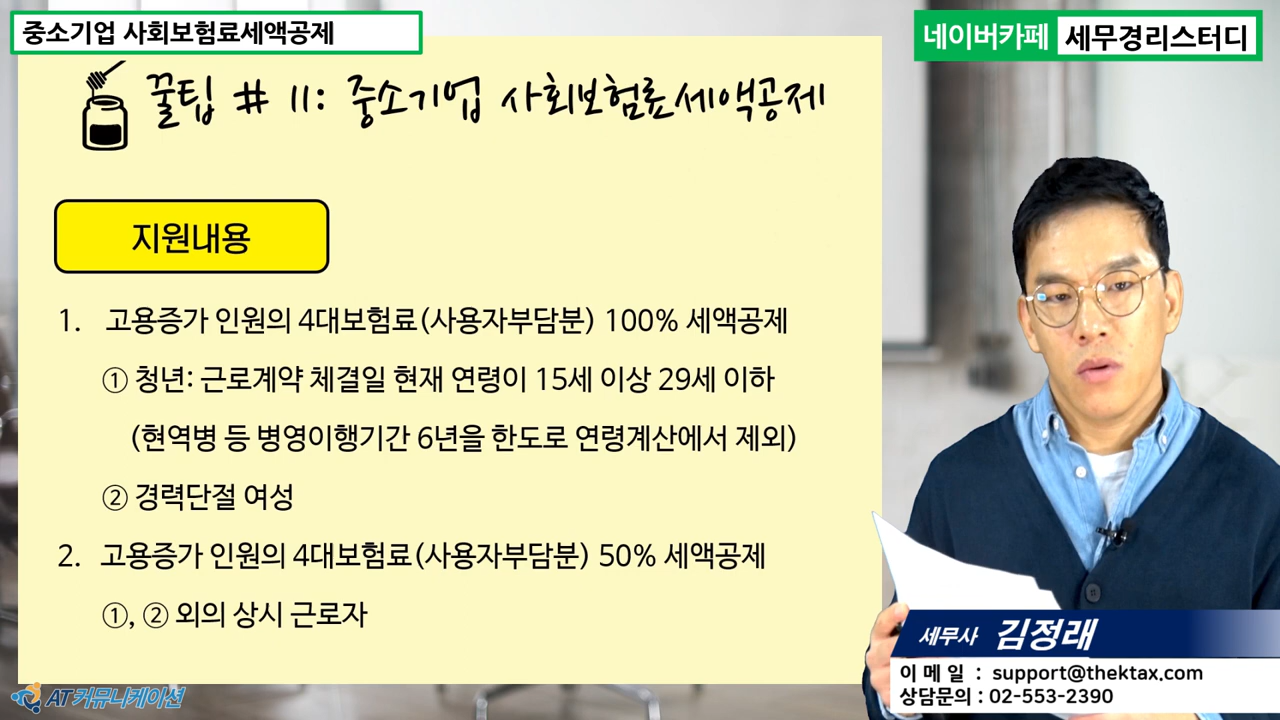 중소기업 사회보험료세액공제
네이버카페 세무경리스터디
꿀팁 # 11: 중소기업 사회보험료세액공제
지원내용
1. 고용증가 인원의 4대보험료(사용자부담분) 100% 세액공제
① 청년: 근로계약 체결일 현재 연령이 15세 이상 29세 이하
(현역병 등 병영이행기간 6년을 한도로 연령계산에서 제외)
② 경력단절 여성
2. 고용증가 인원의 4대보험료(사용자부담분) 50% 세액공제
①, ② 외의 상시 근로자
세무사 김정래
이 메 일 : support@thektax.com
상담문의 : 02-553-2390
AT커뮤니케이션